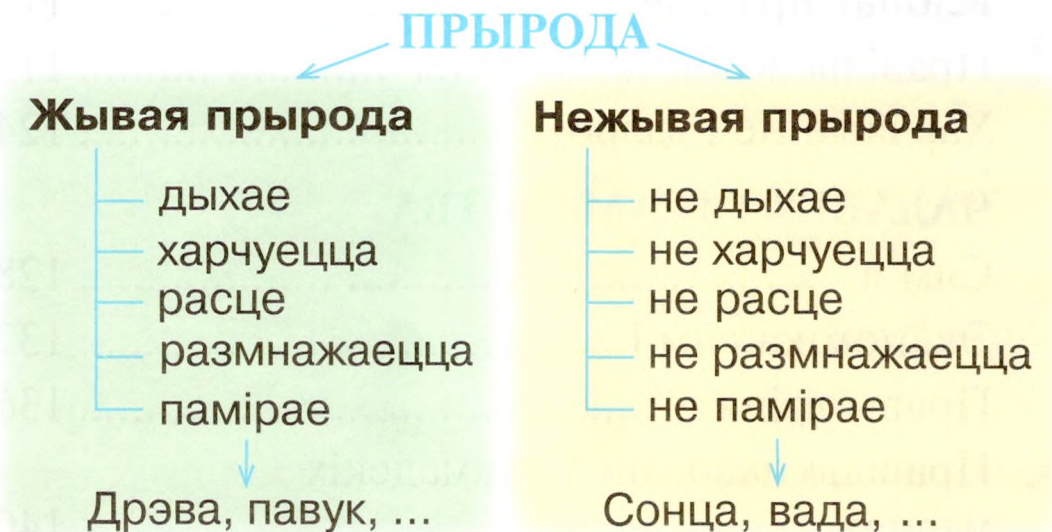 ПРЫРОДА
Жывая прырода
дыхае
харчуецца
расце
размнажаецца
памірае
Дрэва, павук, ...
Нежывая прырода
не дыхае
не харчуецца
не расце
не размнажаецца
не памірае
Сонца, вада, ...